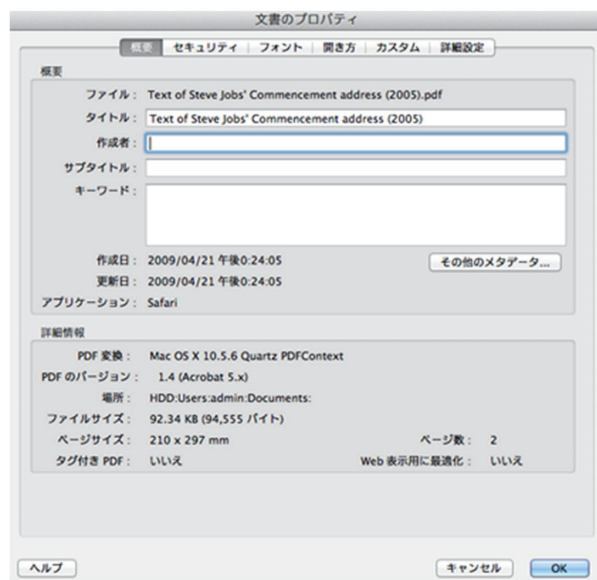 文書のプロパティ
概要 セキュリティ フォント 開き方 カスタム 詳細設定
概要
ファイル： Text of Steve Jobs' Commencement address (2005).pdf
タイトル： Text of Steve Jobs' Commencement address (2005)
作成者：
サブタイトル：
キーワード：
作成日： 2009/04/21 午後0:24:05 その他のメタデータ...
更新日： 2009/04/21 午後0:24:05
アプリケーション： Safari
詳細情報
PDF 変換： Mac OS X 10.5.6 Quartz PDFContext
PDF のバージョン： 1.4 (Acrobat 5.x)
場所： HDD:Users:admin:Documents:
ファイルサイズ： 92.34 KB (94,555 バイト)
ページサイズ： 210 x 297 mm ページ数： 2
タグ付き PDF： いいえ Web 表示用に最適化： いいえ
ヘルプ キャンセル OK